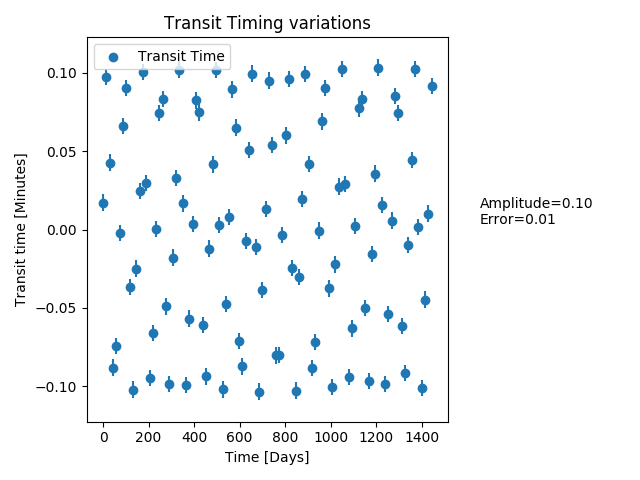 Transit Timing variations
Transit Time
0.10
0.05
0.00
−0.05
−0.10
Transit time [Minutes]
0 200 400 600 800 1000 1200 1400
Time [Days]
Amplitude=0.10
Error=0.01